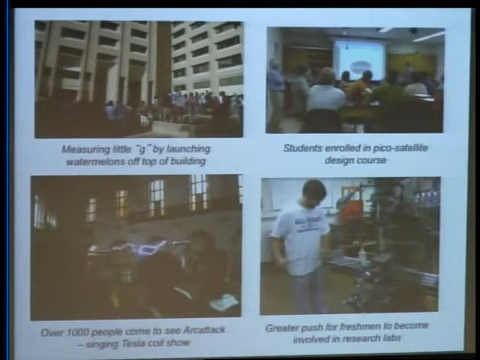 Measuring little "g" by launching
watermelons off top of building
Students enrolled in pico-satellite
design course
Over 1000 people come to see Arcattack
– singing Tesla coil show
Greater push for freshmen to become
involved in research labs